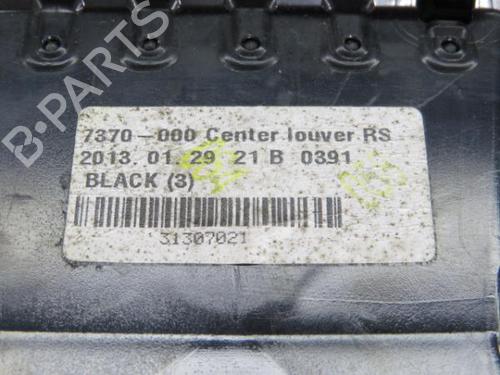 7370-000 Center louver RS
2013. 01. 29 21 B 0391
BLACK (3)
31307021
B-PARTS